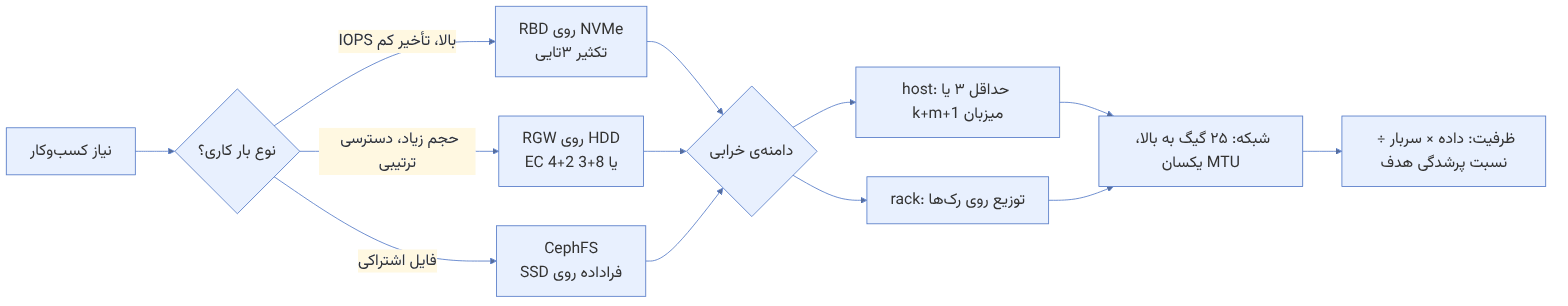 نیاز کسب‌وکار
نوع بار کاری؟
IOPS بالا، تأخیر کم
حجم زیاد، دسترسی
ترتیبی
فایل اشتراکی
RBD روی NVMe
تکثیر ۳تایی
RGW روی HDD
EC 4+2 یا 8+3
CephFS
فراداده روی SSD
دامنه‌ی خرابی
host: حداقل ۳ یا
k+m+1 میزبان
rack: توزیع روی رک‌ها
شبکه: ۲۵ گیگ به بالا،
MTU یکسان
ظرفیت: داده × سربار ÷
نسبت پرشدگی هدف